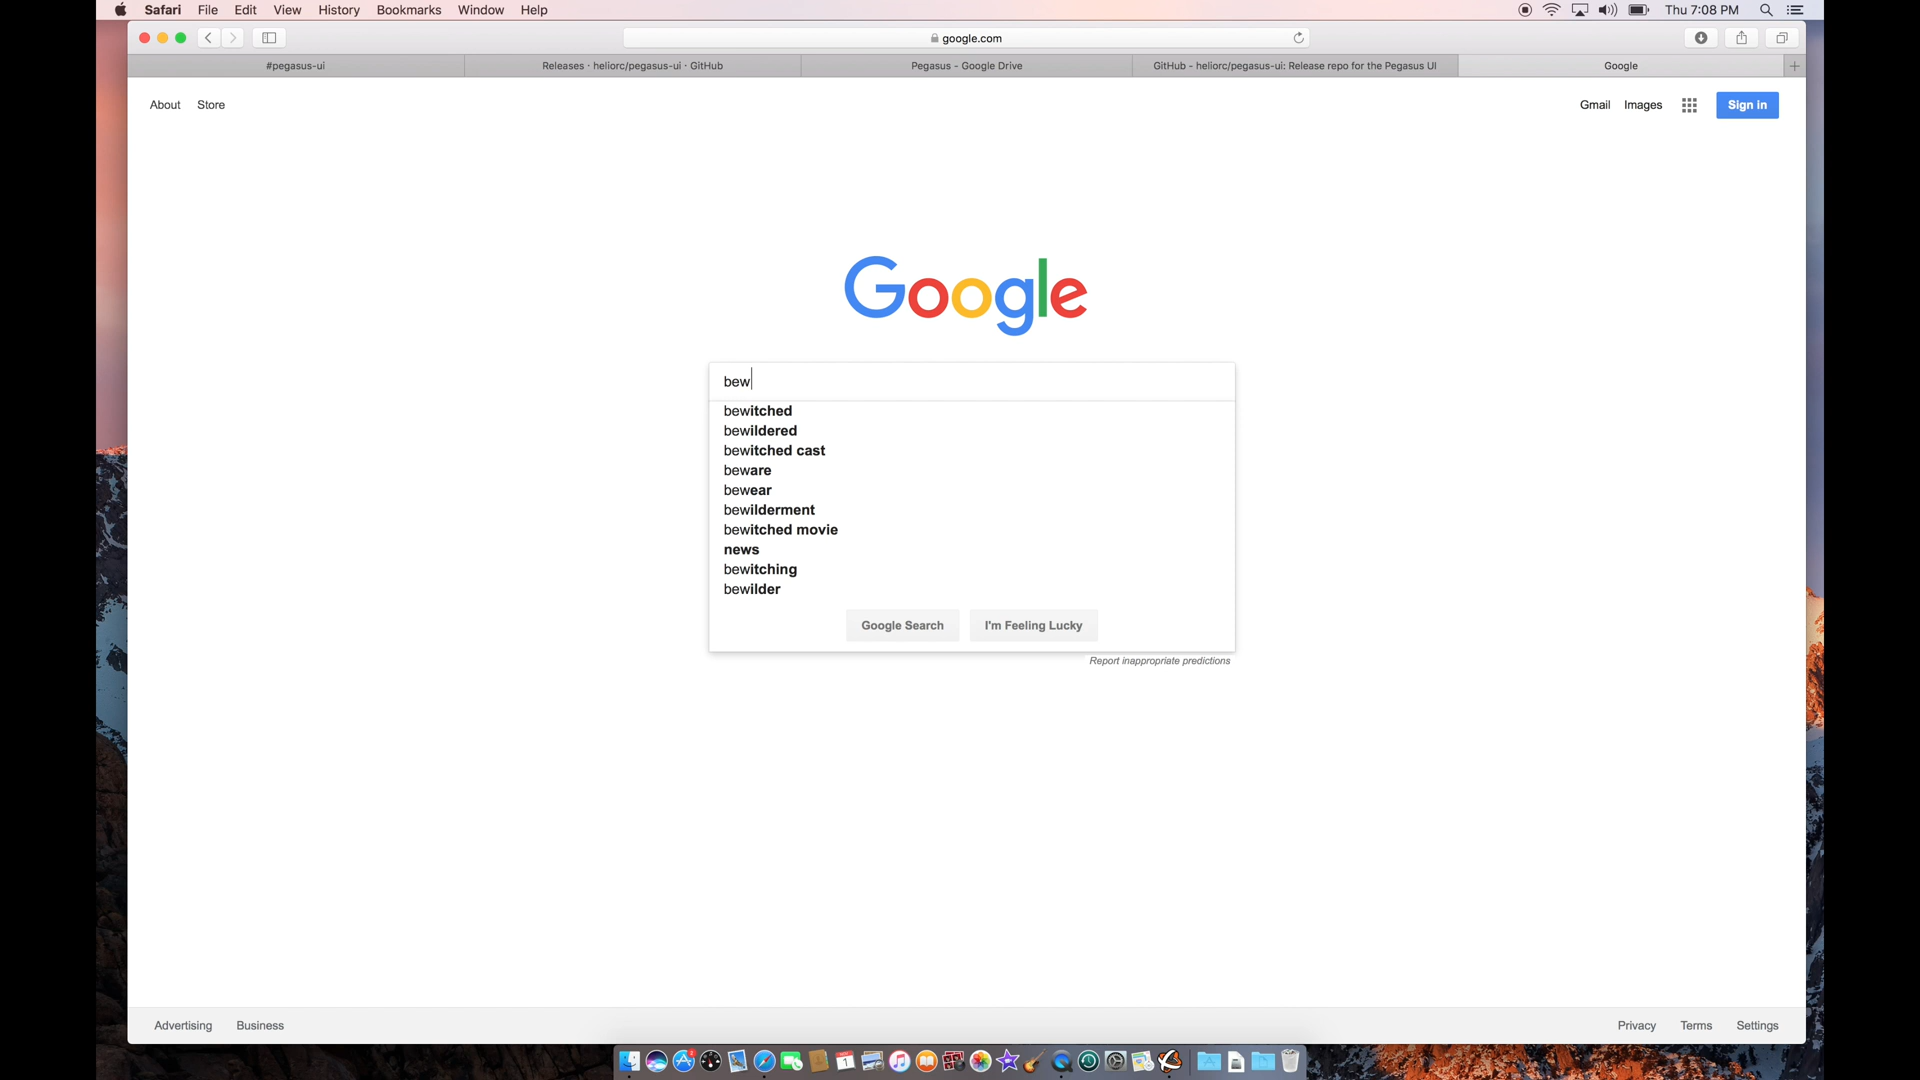 Safari File Edit View History Bookmarks Window Help Thu 7:08 PM
google.com
#pegasus-ui Releases · heliorc/pegasus-ui · GitHub Pegasus - Google Drive GitHub - heliorc/pegasus-ui: Release repo for the Pegasus UI Google
About Store Gmail Images Sign in
Google
bew
bewitched
bewildered
bewitched cast
beware
bewear
bewilderment
bewitched movie
news
bewitching
bewilder
Google Search I'm Feeling Lucky
Report inappropriate predictions
Advertising Business Privacy Terms Settings